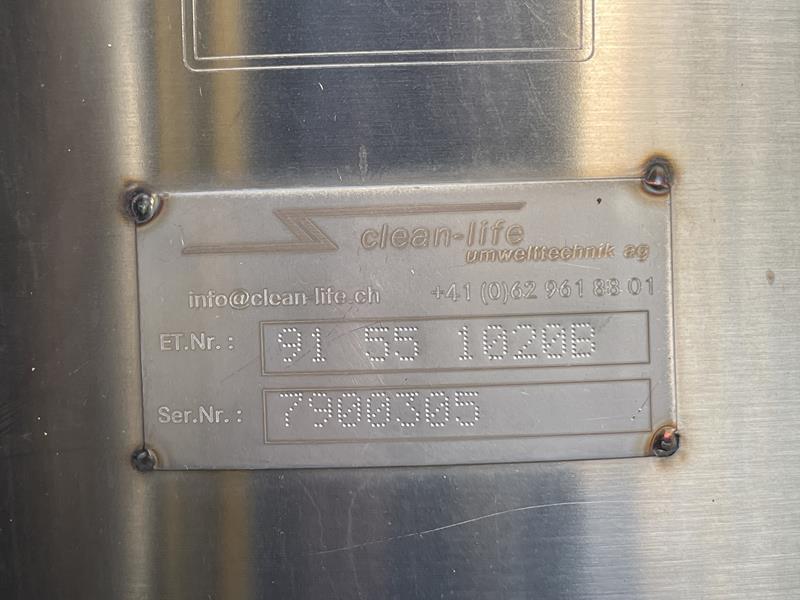 clean-life
umwelttechnik ag
info@clean-life.ch +41 (0)62 961 88 01
ET.Nr.: 91 55 1020B
Ser.Nr.: 7900305